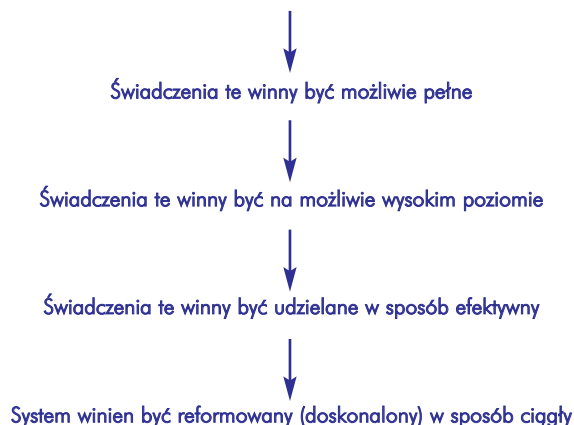 Świadczenia te winny być możliwie pełne
Świadczenia te winny być na możliwie wysokim poziomie
Świadczenia te winny być udzielane w sposób efektywny
System winien być reformowany (doskonalony) w sposób ciągły